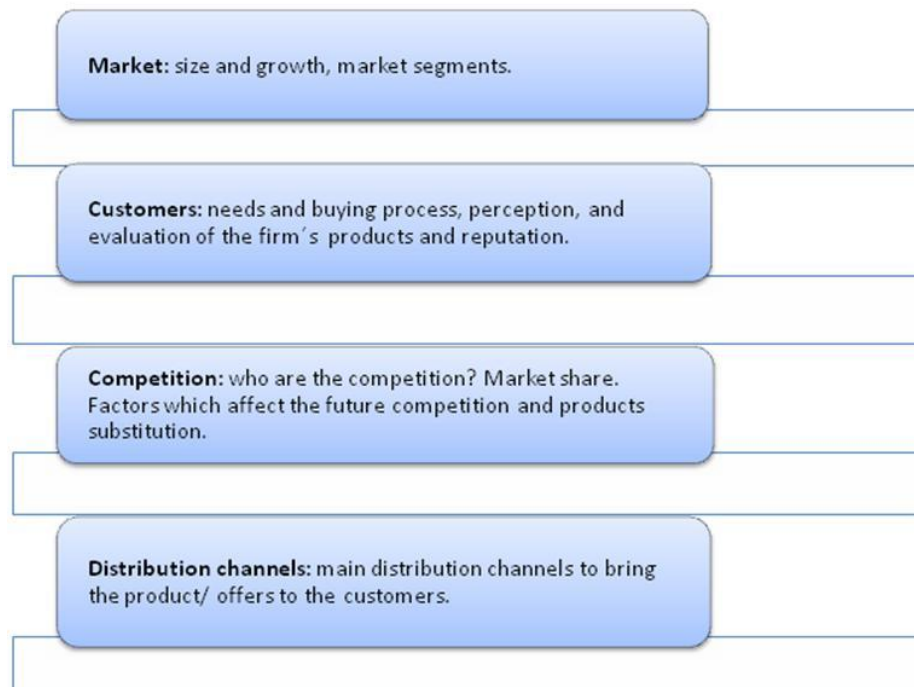 Market: size and growth, market segments.
Customers: needs and buying process, perception, and
evaluation of the firm´s products and reputation.
Competition: who are the competition? Market share.
Factors which affect the future competition and products
substitution.
Distribution channels: main distribution channels to bring
the product/ offers to the customers.